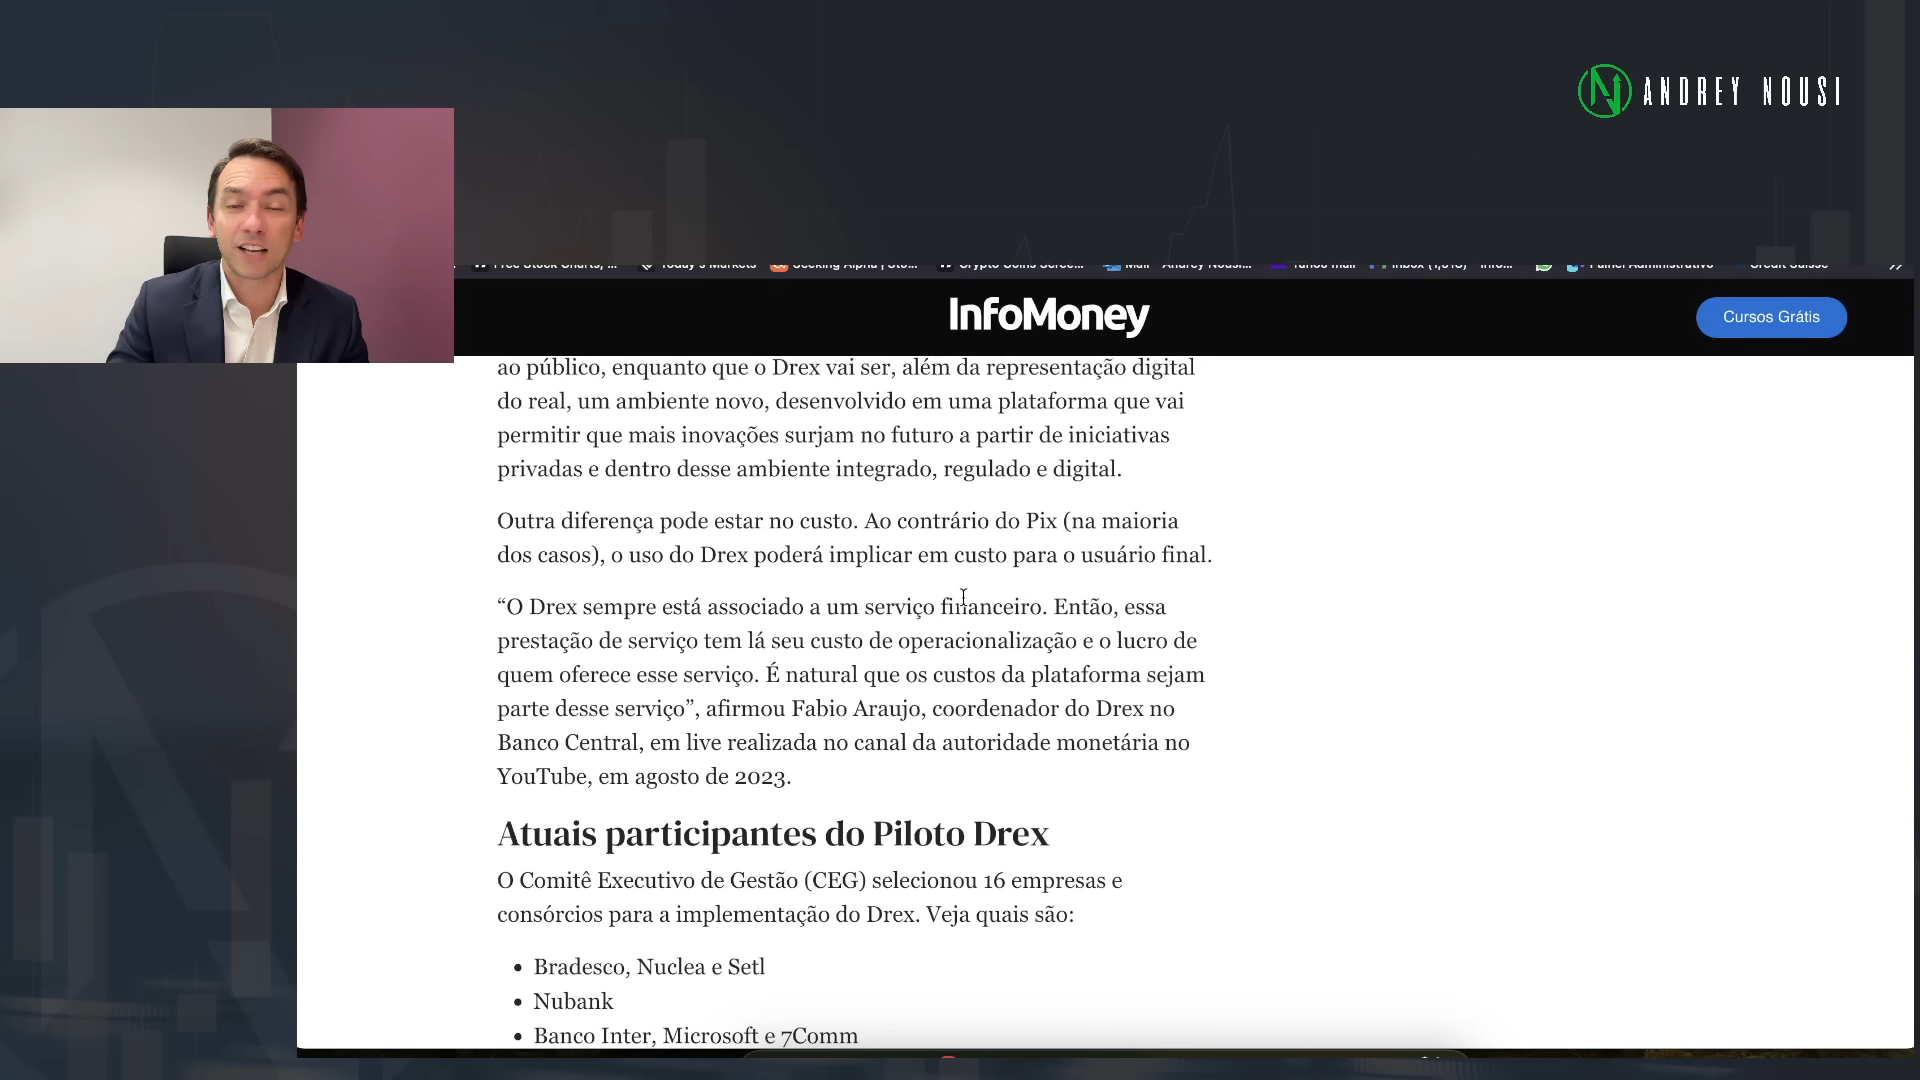 ANDREY NOUSI
InfoMoney
Cursos Grátis
ao público, enquanto que o Drex vai ser, além da representação digital
do real, um ambiente novo, desenvolvido em uma plataforma que vai
permitir que mais inovações surjam no futuro a partir de iniciativas
privadas e dentro desse ambiente integrado, regulado e digital.
Outra diferença pode estar no custo. Ao contrário do Pix (na maioria
dos casos), o uso do Drex poderá implicar em custo para o usuário final.
“O Drex sempre está associado a um serviço financeiro. Então, essa
prestação de serviço tem lá seu custo de operacionalização e o lucro de
quem oferece esse serviço. É natural que os custos da plataforma sejam
parte desse serviço”, afirmou Fabio Araujo, coordenador do Drex no
Banco Central, em live realizada no canal da autoridade monetária no
YouTube, em agosto de 2023.
Atuais participantes do Piloto Drex
O Comitê Executivo de Gestão (CEG) selecionou 16 empresas e
consórcios para a implementação do Drex. Veja quais são:
• Bradesco, Nuclea e Setl
• Nubank
• Banco Inter, Microsoft e 7Comm